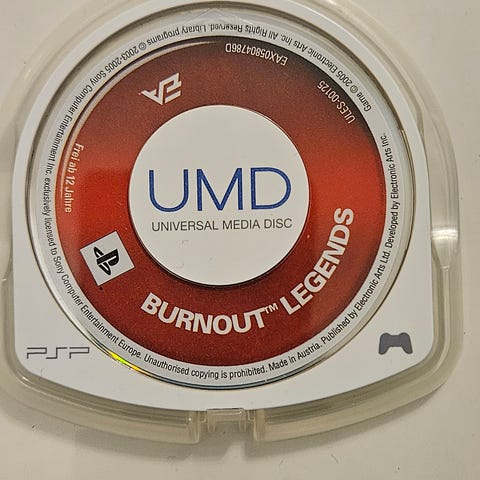 UMD
UNIVERSAL MEDIA DISC
BURNOUT™ LEGENDS
EA
Frei ab 12 Jahre
EAX05804786D
ULES-00125
PSP
Game © 2005 Electronic Arts Inc. All Rights Reserved. Library programs © 2003-2005 Sony Computer Entertainment Inc. exclusively licensed to Sony Computer Entertainment Europe. Unauthorised copying is prohibited. Made in Austria. Published by Electronic Arts Ltd. Developed by Electronic Arts Inc.